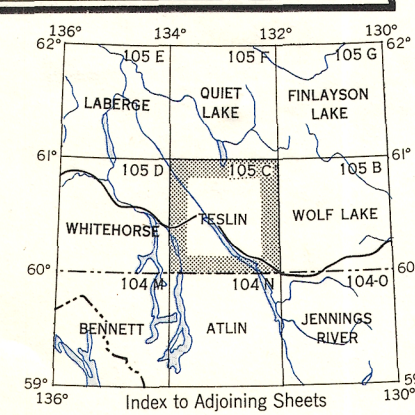 136° 134° 132° 130°
62° 105 E 105 F 105 G 62°
LABERGE QUIET LAKE FINLAYSON LAKE
61° 105 D 105 C 105 B 61°
WHITEHORSE TESLIN WOLF LAKE
60° 104 M 104 N 104-O 60°
BENNETT ATLIN JENNINGS RIVER
59° 59°
136° Index to Adjoining Sheets 130°